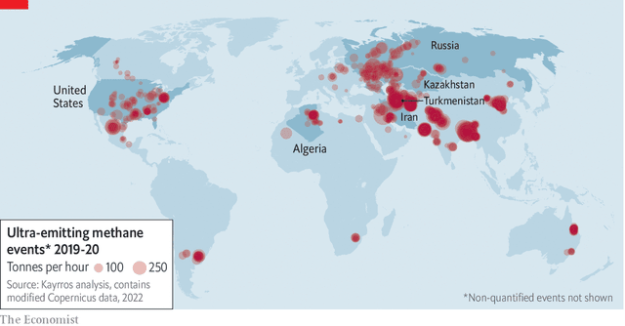 Russia
United
States
Kazakhstan
Turkmenistan
Iran
Algeria
Ultra-emitting methane
events* 2019-20
Tonnes per hour 100 250
Source: Kayrros analysis, contains
modified Copernicus data, 2022
*Non-quantified events not shown
The Economist